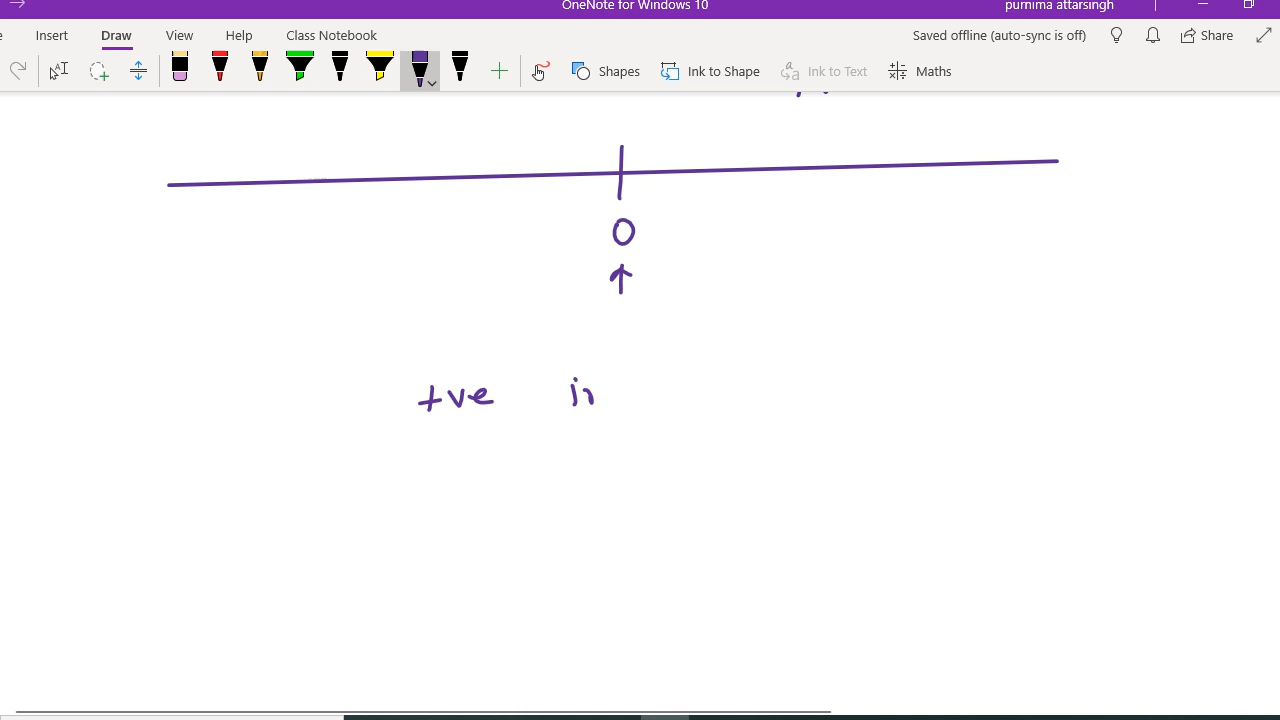 OneNote for Windows 10
purnima attarsingh
Insert Draw View Help Class Notebook
Saved offline (auto-sync is off)
Share
Shapes
Ink to Shape
Ink to Text
Maths
0
+ve in